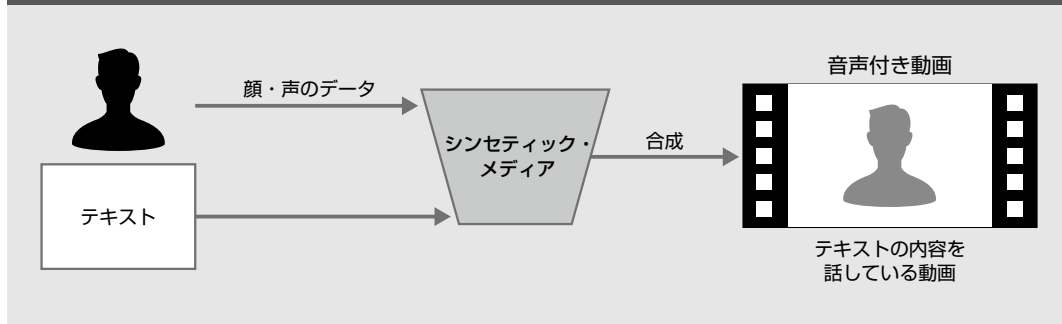 顔・声のデータ
テキスト
シンセティック・
メディア
合成
音声付き動画
テキストの内容を
話している動画